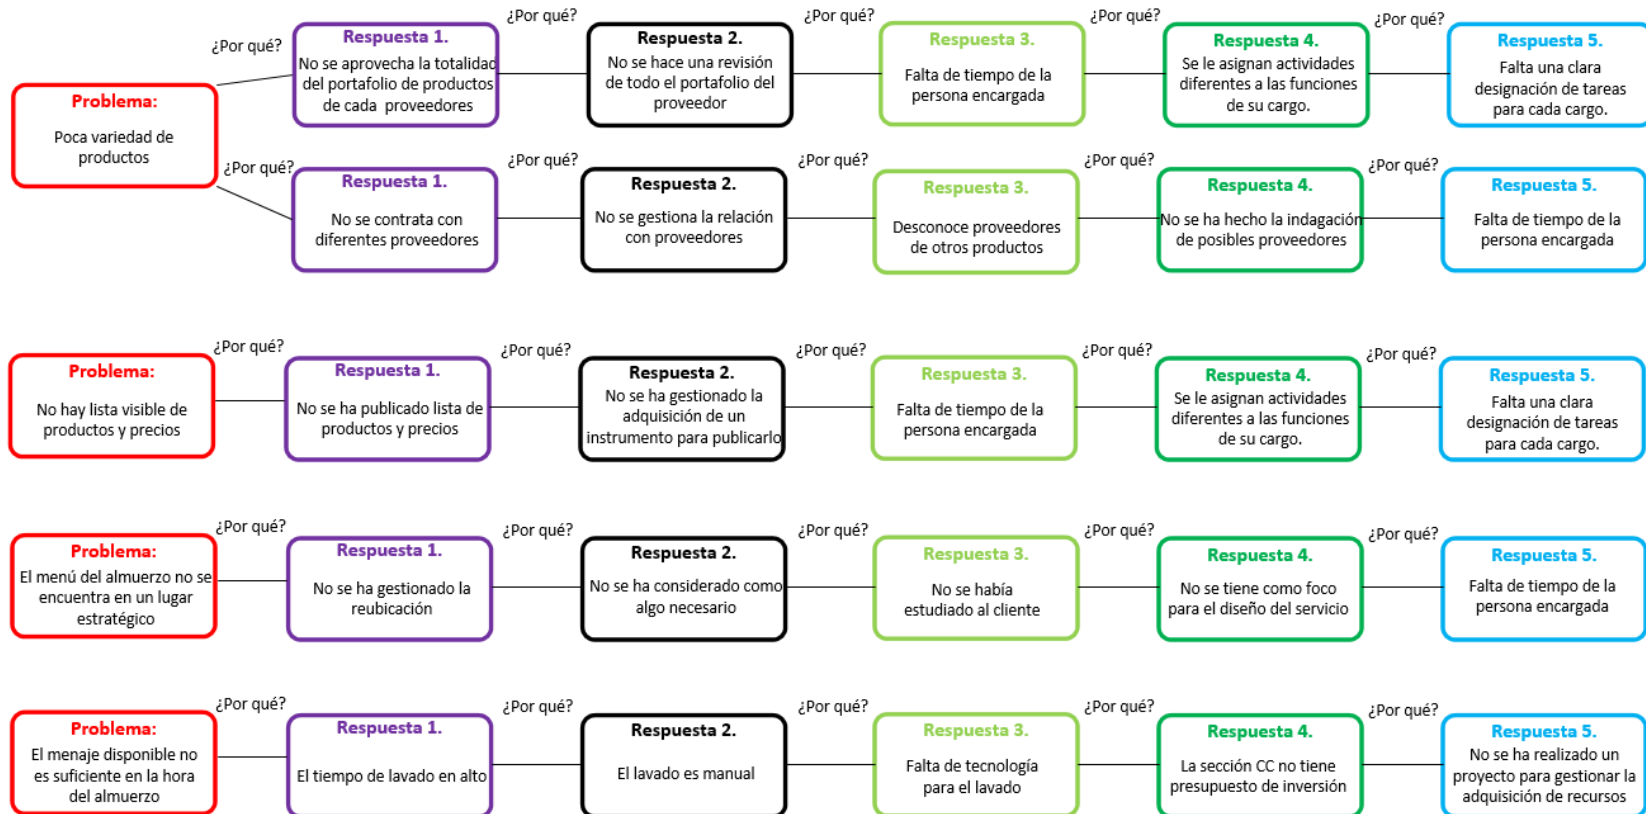 ¿Por qué?
¿Por qué?
¿Por qué?
¿Por qué?
¿Por qué?
Problema:
Poca variedad de
productos
Respuesta 1.
No se aprovecha la totalidad
del portafolio de productos
de cada proveedores
Respuesta 2.
No se hace una revisión
de todo el portafolio del
proveedor
Respuesta 3.
Falta de tiempo de la
persona encargada
Respuesta 4.
Se le asignan actividades
diferentes a las funciones
de su cargo.
Respuesta 5.
Falta una clara
designación de tareas
para cada cargo.
¿Por qué?
¿Por qué?
¿Por qué?
¿Por qué?
¿Por qué?
Respuesta 1.
No se contrata con
diferentes proveedores
Respuesta 2.
No se gestiona la relación
con proveedores
Respuesta 3.
Desconoce proveedores
de otros productos
Respuesta 4.
No se ha hecho la indagación
de posibles proveedores
Respuesta 5.
Falta de tiempo de la
persona encargada
¿Por qué?
¿Por qué?
¿Por qué?
¿Por qué?
¿Por qué?
Problema:
No hay lista visible de
productos y precios
Respuesta 1.
No se ha publicado lista de
productos y precios
Respuesta 2.
No se ha gestionado la
adquisición de un
instrumento para publicarlo
Respuesta 3.
Falta de tiempo de la
persona encargada
Respuesta 4.
Se le asignan actividades
diferentes a las funciones
de su cargo.
Respuesta 5.
Falta una clara
designación de tareas
para cada cargo.
¿Por qué?
¿Por qué?
¿Por qué?
¿Por qué?
¿Por qué?
Problema:
El menú del almuerzo no se
encuentra en un lugar
estratégico
Respuesta 1.
No se ha gestionado la
reubicación
Respuesta 2.
No se ha considerado como
algo necesario
Respuesta 3.
No se había
estudiado al cliente
Respuesta 4.
No se tiene como foco
para el diseño del servicio
Respuesta 5.
Falta de tiempo de la
persona encargada
¿Por qué?
¿Por qué?
¿Por qué?
¿Por qué?
¿Por qué?
Problema:
El menaje disponible no
es suficiente en la hora
del almuerzo
Respuesta 1.
El tiempo de lavado en alto
Respuesta 2.
El lavado es manual
Respuesta 3.
Falta de tecnología
para el lavado
Respuesta 4.
La sección CC no tiene
presupuesto de inversión
Respuesta 5.
No se ha realizado un
proyecto para gestionar la
adquisición de recursos